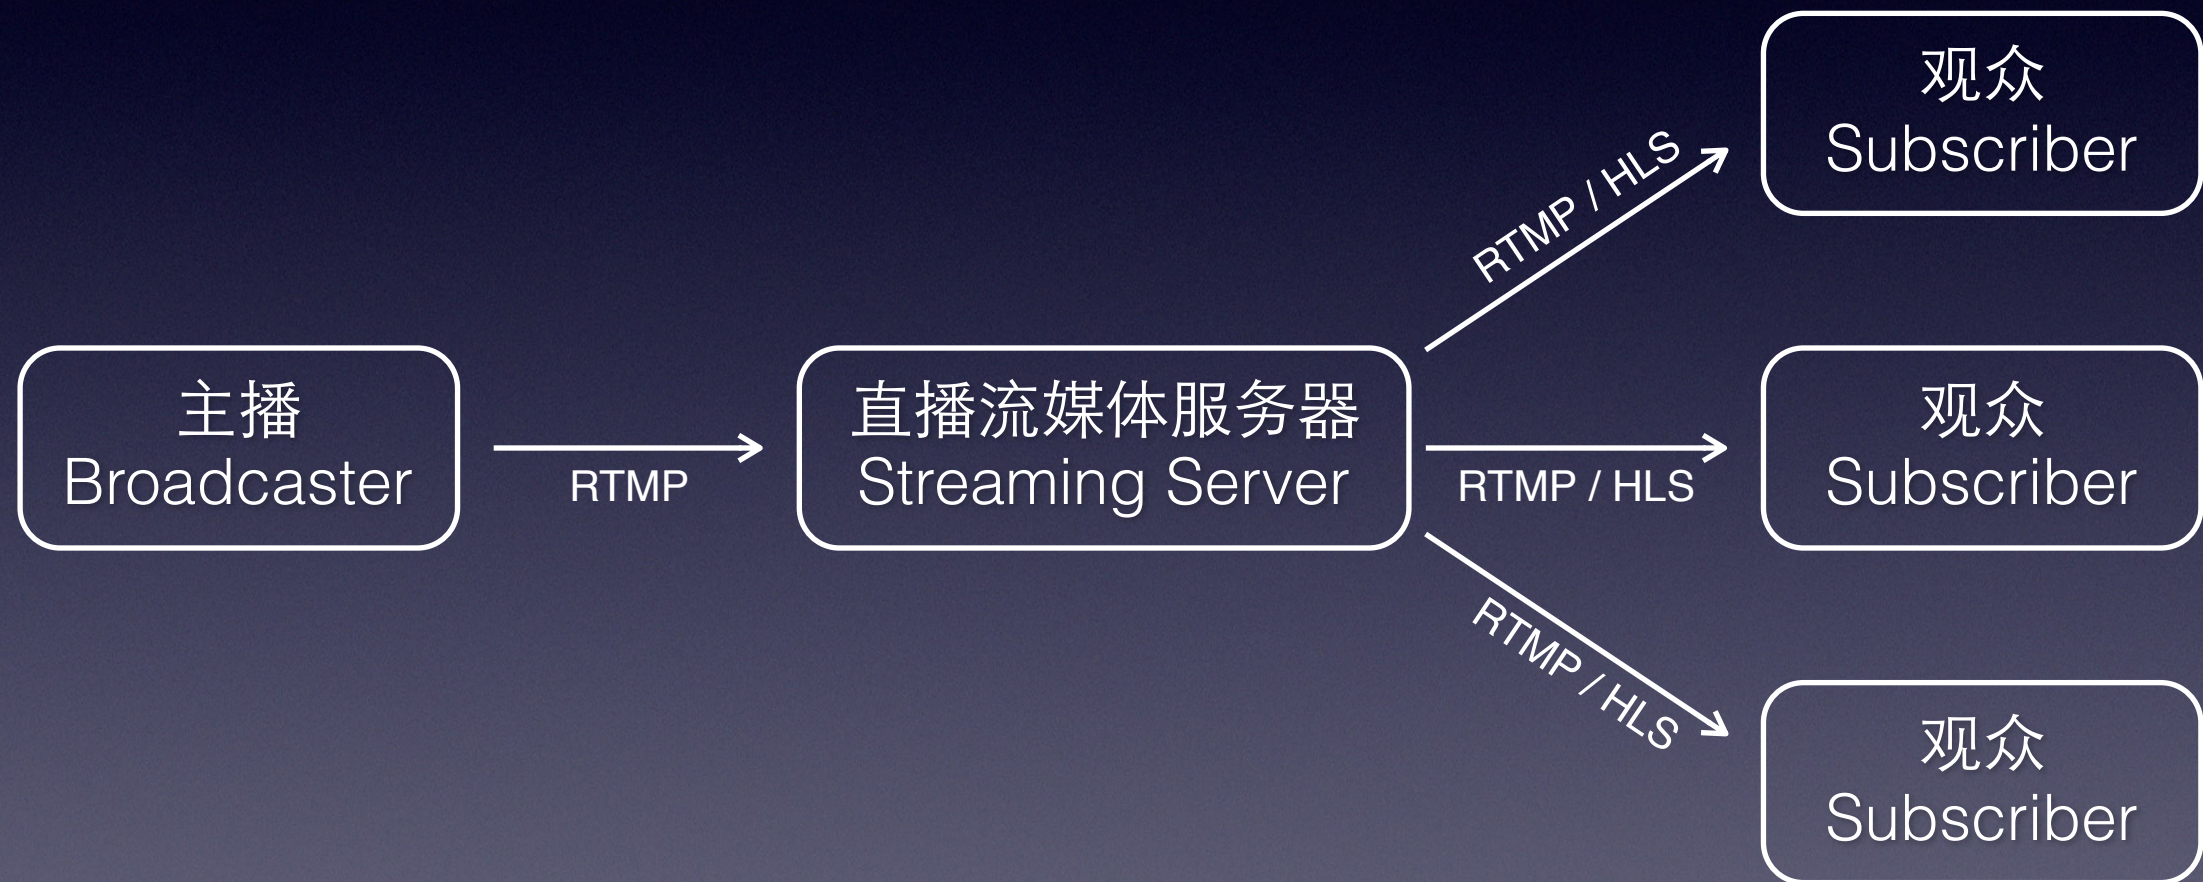 主播
Broadcaster
RTMP
直播流媒体服务器
Streaming Server
RTMP / HLS
观众
Subscriber
RTMP / HLS
观众
Subscriber
RTMP / HLS
观众
Subscriber